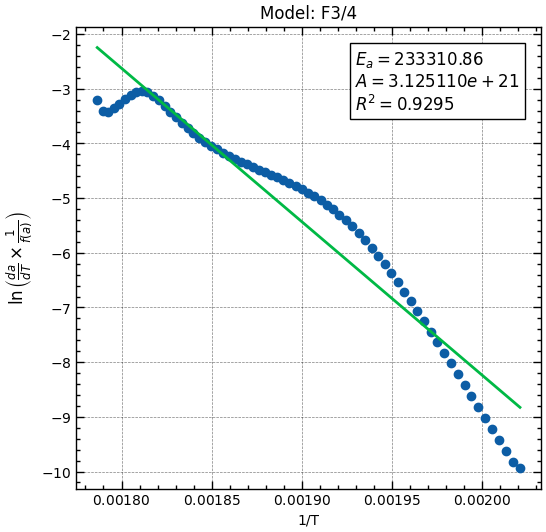 Model: F3/4
E_a = 233310.86
A = 3.125110e + 21
R^2 = 0.9295
ln(da/dT × 1/f(a))
−2
−3
−4
−5
−6
−7
−8
−9
−10
0.00180 0.00185 0.00190 0.00195 0.00200
1/T